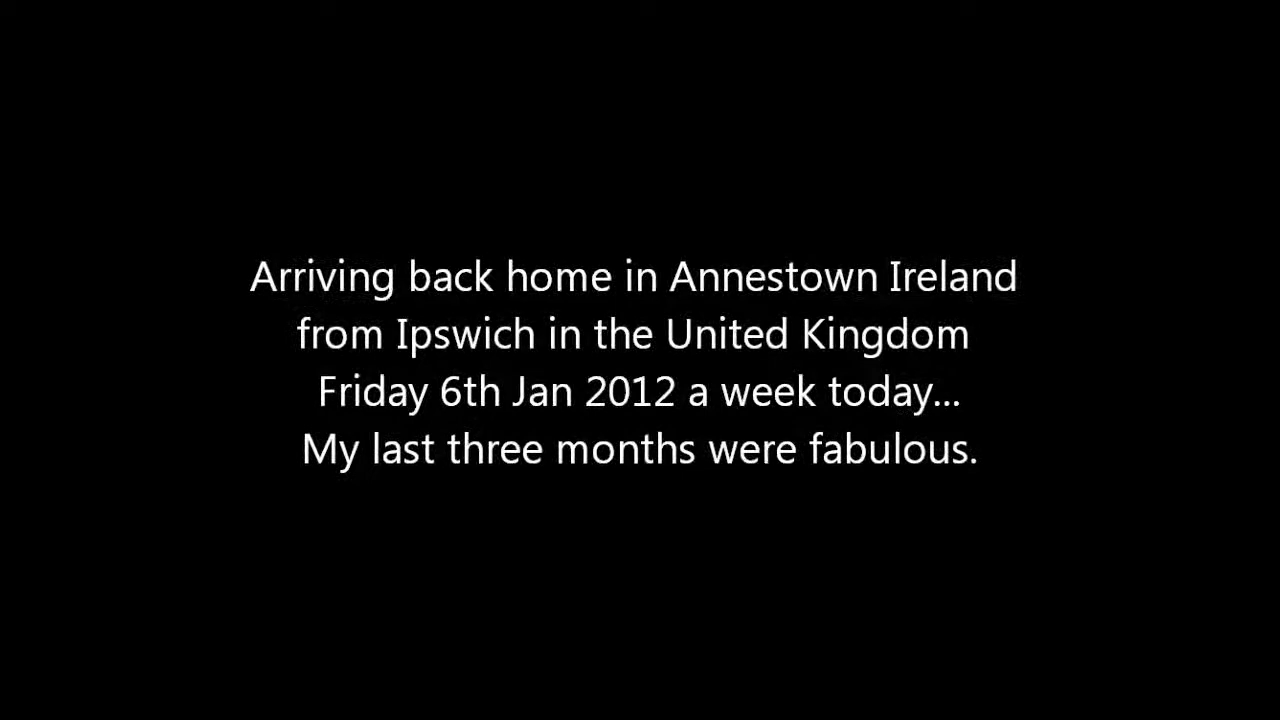 Arriving back home in Annestown Ireland
from Ipswich in the United Kingdom
Friday 6th Jan 2012 a week today...
My last three months were fabulous.